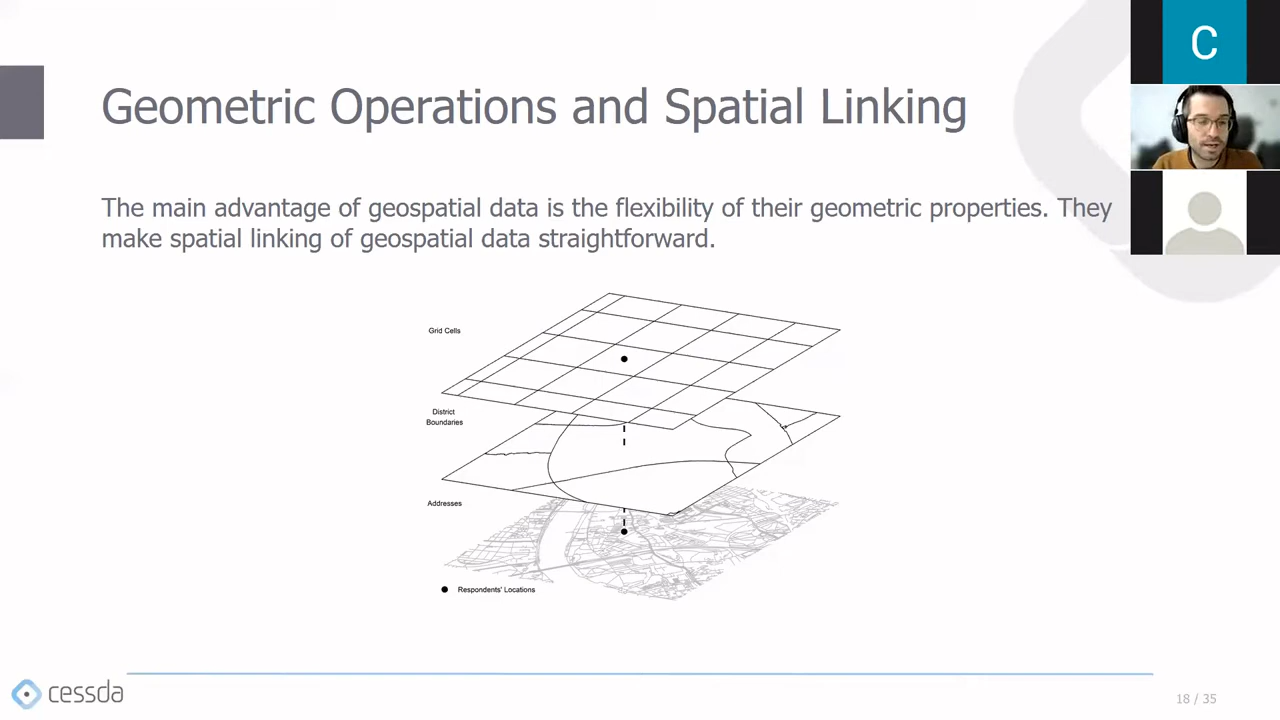 Geometric Operations and Spatial Linking
C
The main advantage of geospatial data is the flexibility of their geometric properties. They
make spatial linking of geospatial data straightforward.
Grid Cells
District
Boundaries
Addresses
Respondents' Locations
cessda
18 / 35